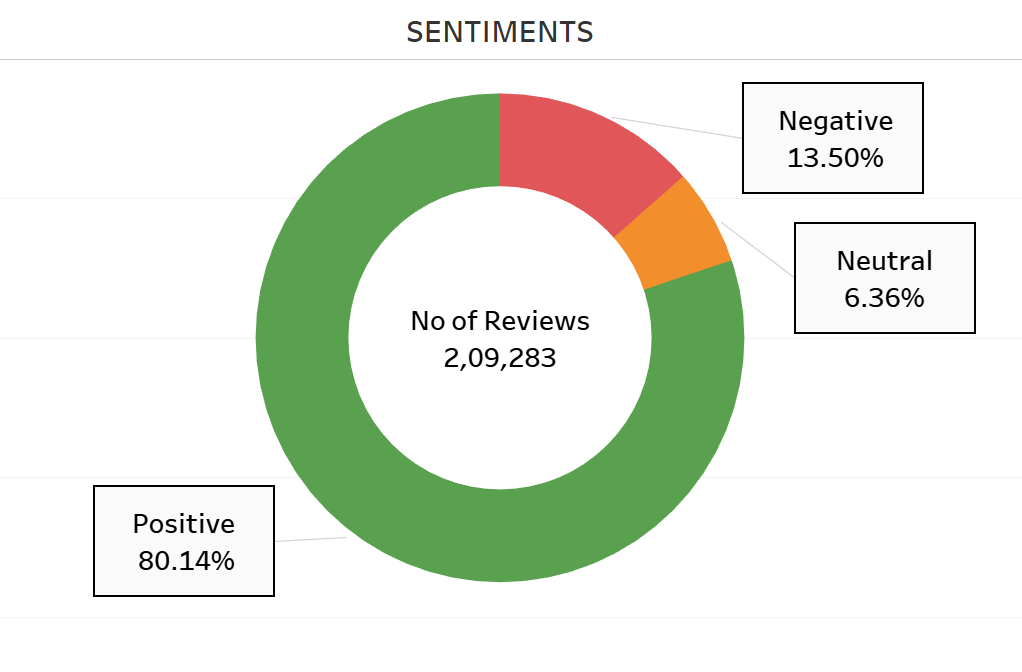 SENTIMENTS
Negative
13.50%
Neutral
6.36%
No of Reviews
2,09,283
Positive
80.14%